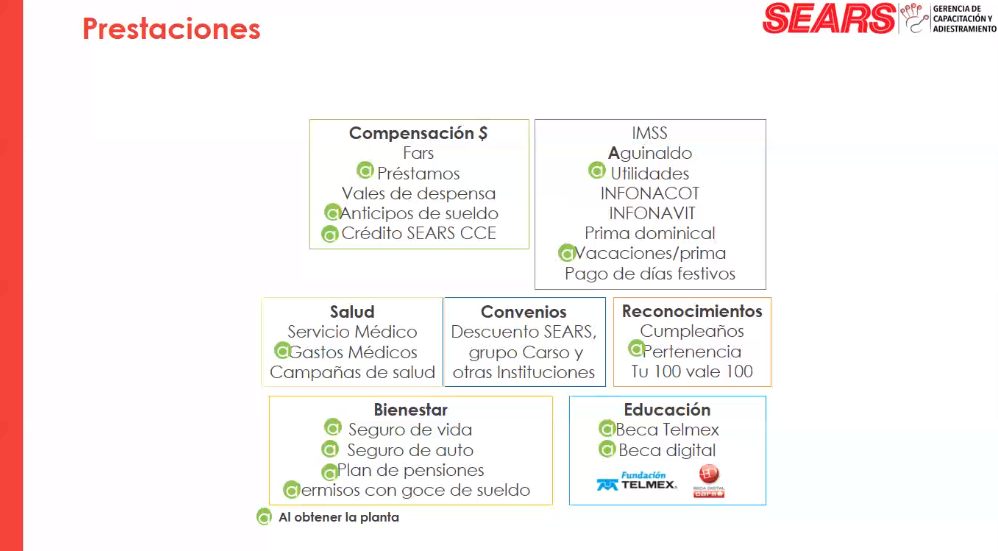 Prestaciones
SEARS
GERENCIA DE
CAPACITACIÓN Y
ADIESTRAMIENTO
Compensación $
Fars
a Préstamos
Vales de despensa
a Anticipos de sueldo
a Crédito SEARS CCE
IMSS
Aguinaldo
a Utilidades
INFONACOT
INFONAVIT
Prima dominical
a Vacaciones/prima
Pago de días festivos
Salud
Servicio Médico
a Gastos Médicos
Campañas de salud
Convenios
Descuento SEARS,
grupo Carso y
otras Instituciones
Reconocimientos
Cumpleaños
a Pertenencia
Tu 100 vale 100
Bienestar
a Seguro de vida
a Seguro de auto
a Plan de pensiones
a ermisos con goce de sueldo
Educación
a Beca Telmex
a Beca digital
Fundación
TELMEX
BECA DIGITAL
a Al obtener la planta